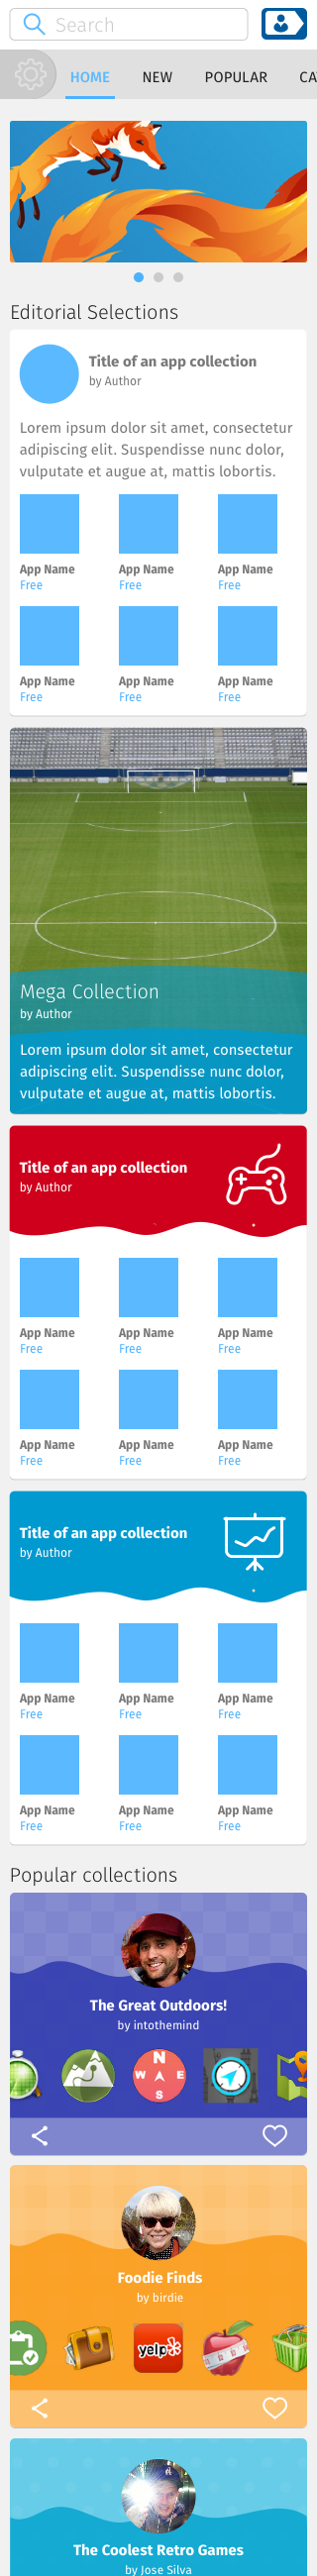 Search
HOME NEW POPULAR CA
Editorial Selections
Title of an app collection
by Author
Lorem ipsum dolor sit amet, consectetur
adipiscing elit. Suspendisse nunc dolor,
vulputate et augue at, mattis lobortis.
App Name App Name App Name
Free Free Free
App Name App Name App Name
Free Free Free
Mega Collection
by Author
Lorem ipsum dolor sit amet, consectetur
adipiscing elit. Suspendisse nunc dolor,
vulputate et augue at, mattis lobortis.
Title of an app collection
by Author
App Name App Name App Name
Free Free Free
App Name App Name App Name
Free Free Free
Title of an app collection
by Author
App Name App Name App Name
Free Free Free
App Name App Name App Name
Free Free Free
Popular collections
The Great Outdoors!
by intothemind
N
W E
S
Foodie Finds
by birdie
yelp
The Coolest Retro Games
by Jose Silva